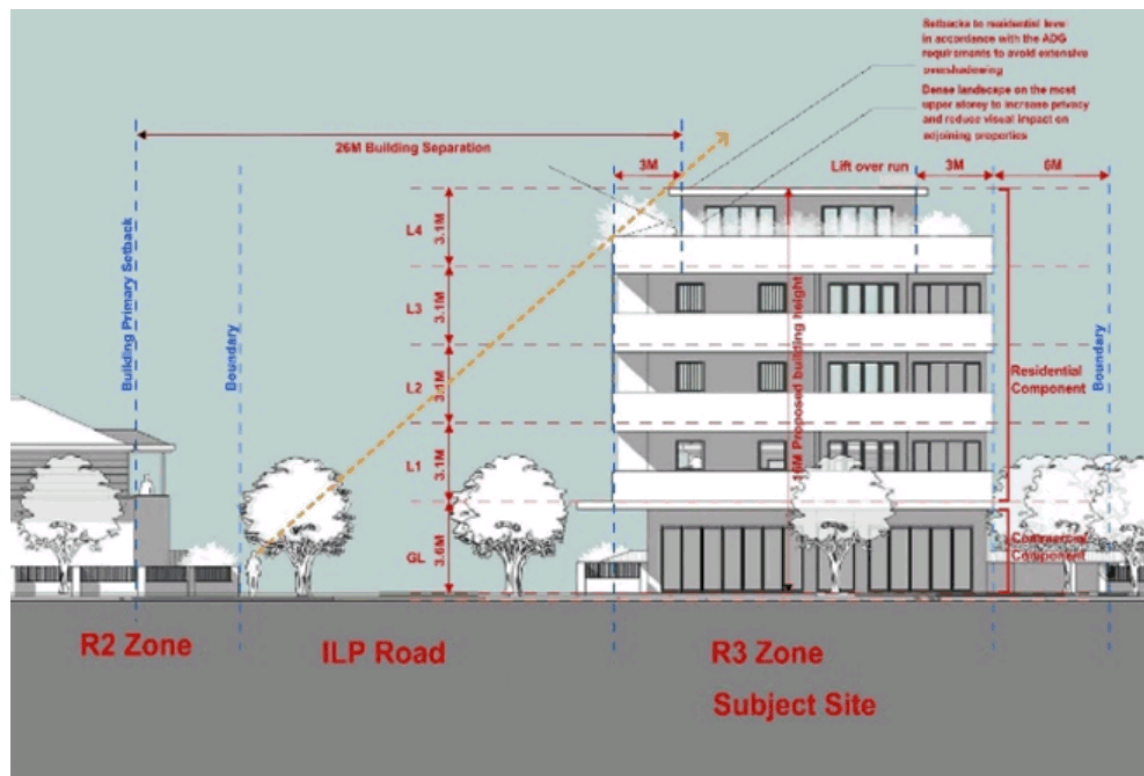 Setbacks to residential level
in accordance with the ADG
requirements to avoid extensive
overshadowing
Dense landscape on the most
upper storey to increase privacy
and reduce visual impact on
adjoining properties
26M Building Separation
3M
Lift over run
3M
6M
Building Primary Setback
Boundary
L4
3.1M
L3
3.1M
L2
3.1M
L1
3.1M
GL
3.6M
16M Proposed building height
Residential
Component
Boundary
Commercial
Component
R2 Zone
ILP Road
R3 Zone
Subject Site